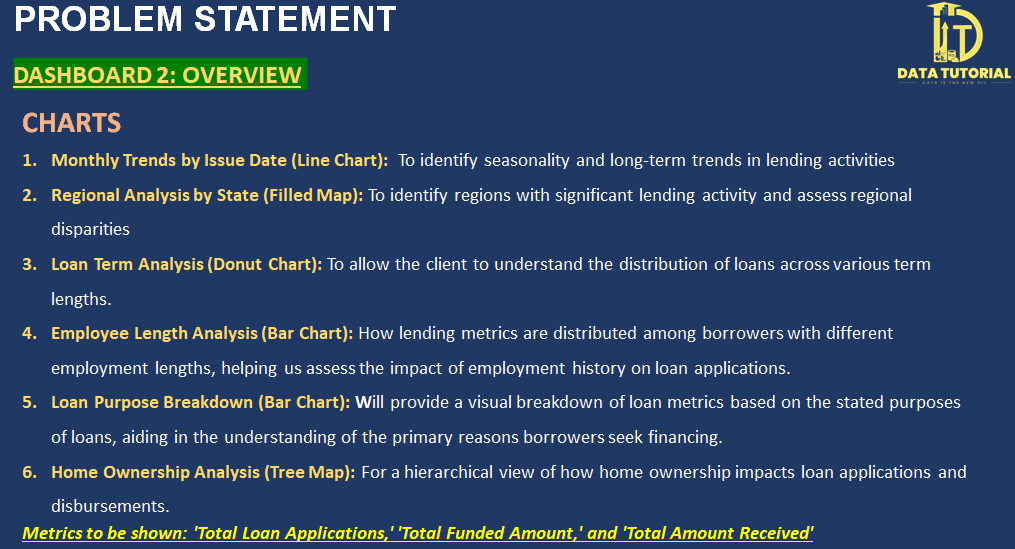 PROBLEM STATEMENT
DATA TUTORIAL
DATA IS THE NEW OIL
DASHBOARD 2: OVERVIEW
CHARTS
1. Monthly Trends by Issue Date (Line Chart): To identify seasonality and long-term trends in lending activities
2. Regional Analysis by State (Filled Map): To identify regions with significant lending activity and assess regional
disparities
3. Loan Term Analysis (Donut Chart): To allow the client to understand the distribution of loans across various term
lengths.
4. Employee Length Analysis (Bar Chart): How lending metrics are distributed among borrowers with different
employment lengths, helping us assess the impact of employment history on loan applications.
5. Loan Purpose Breakdown (Bar Chart): Will provide a visual breakdown of loan metrics based on the stated purposes
of loans, aiding in the understanding of the primary reasons borrowers seek financing.
6. Home Ownership Analysis (Tree Map): For a hierarchical view of how home ownership impacts loan applications and
disbursements.
Metrics to be shown: 'Total Loan Applications,' 'Total Funded Amount,' and 'Total Amount Received'